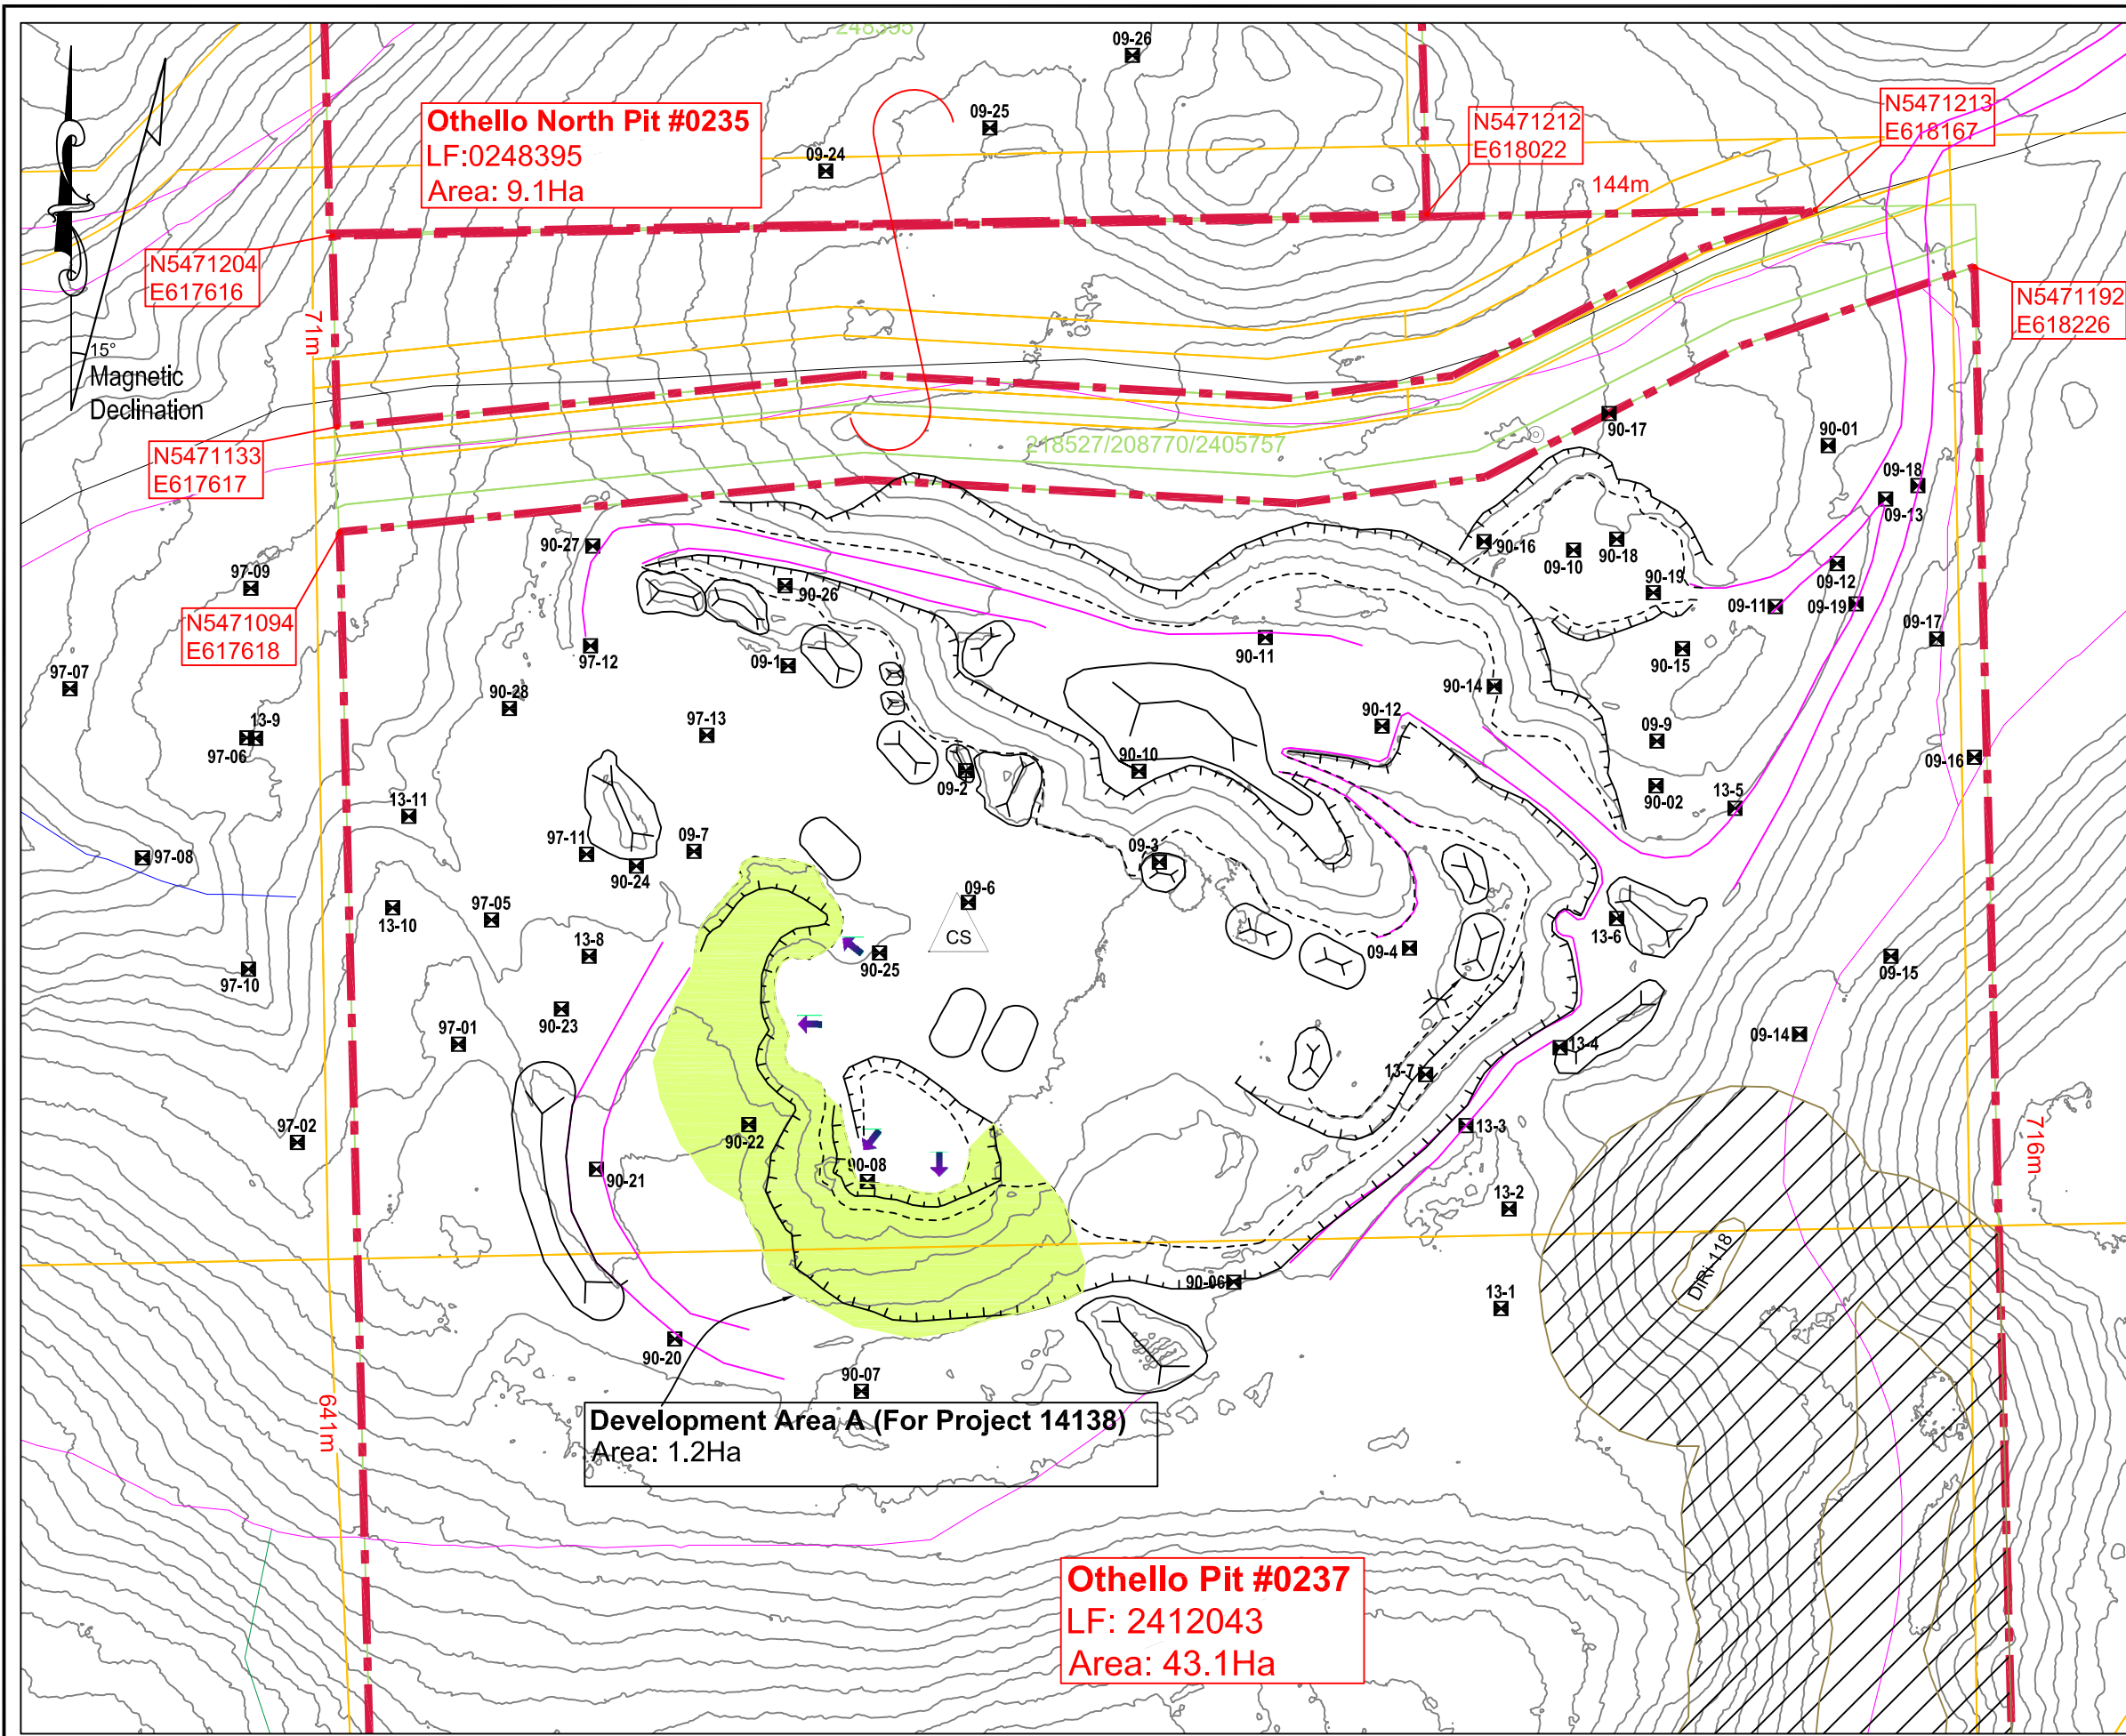 248395
09-26
Othello North Pit #0235
LF:0248395
Area: 9.1Ha
09-25
09-24
N5471212
E618022
N5471213
E618167
144m
N5471204
E617616
71m
N5471192
E618226
15°
Magnetic
Declination
N5471133
E617617
218527/208770/2405757
90-17
90-01
09-18
09-13
90-27
90-16
09-10
90-18
90-19
09-12
09-11
09-19
97-09
90-26
N5471094
E617618
97-12
09-1
90-11
90-15
09-17
97-07
90-28
97-13
90-14
90-12
09-9
13-9
97-06
90-10
09-2
09-16
90-02
13-5
13-11
97-11
90-24
09-7
09-3
97-08
09-6
CS
13-10
97-05
13-8
90-25
09-4
13-6
97-10
09-15
90-23
97-01
09-14
13-4
13-7
90-22
13-3
97-02
716m
90-08
90-21
13-2
DiRi-118
90-06
13-1
90-20
90-07
641m
Development Area A (For Project 14138)
Area: 1.2Ha
Othello Pit #0237
LF: 2412043
Area: 43.1Ha